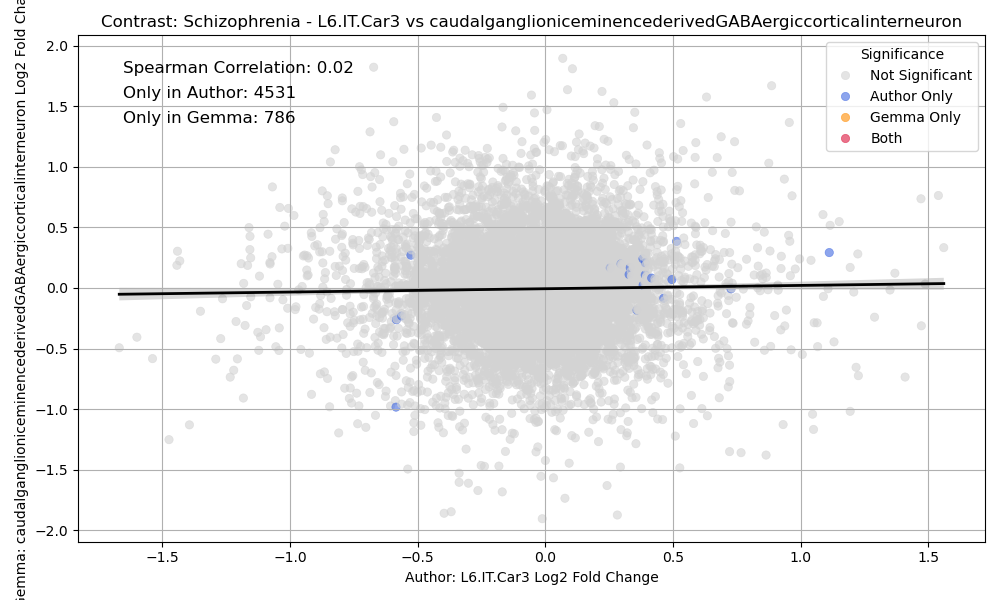 Contrast: Schizophrenia - L6.IT.Car3 vs caudalganglioniceminencederivedGABAergiccorticalinterneuron
Spearman Correlation: 0.02
Only in Author: 4531
Only in Gemma: 786
Significance
Not Significant
Author Only
Gemma Only
Both
2.0
1.5
1.0
0.5
0.0
−0.5
−1.0
−1.5
−2.0
−1.5
−1.0
−0.5
0.0
0.5
1.0
1.5
Author: L6.IT.Car3 Log2 Fold Change
caudalganglioniceminencederivedGABAergiccorticalinterneuron Log2 Fold